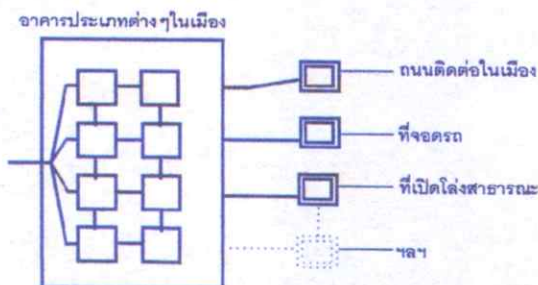 อาคารประเภทต่างๆในเมือง
ถนนติดต่อในเมือง
ที่จอดรถ
ที่เปิดโล่งสาธารณะ
ฯลฯ